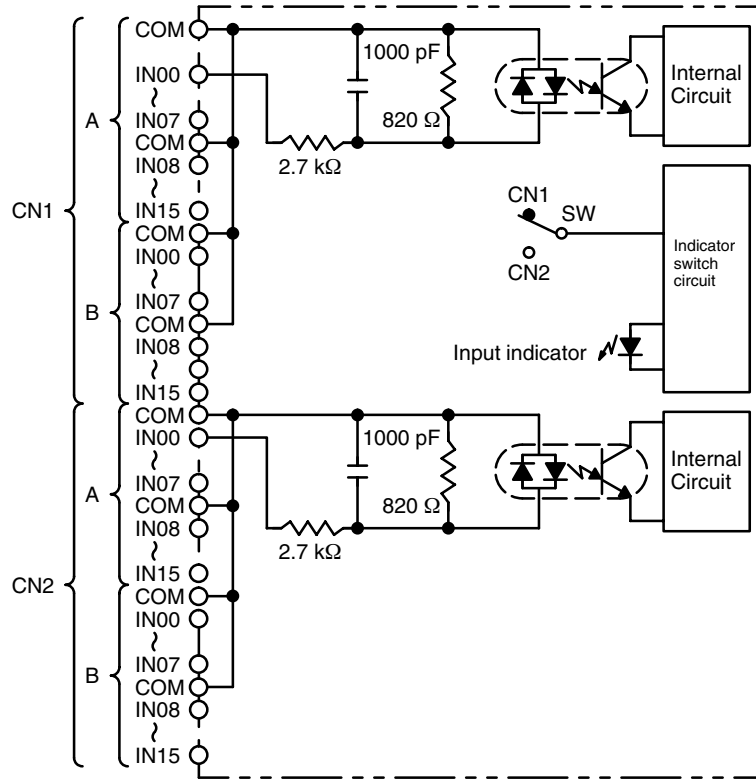 COM
1000 pF
Internal
Circuit
IN00
A
IN07
820 Ω
COM
2.7 kΩ
IN08
CN1
IN15
CN1
SW
COM
IN00
CN2
Indicator
switch
circuit
B
IN07
COM
IN08
Input indicator
IN15
COM
IN00
1000 pF
Internal
Circuit
A
IN07
820 Ω
COM
IN08
2.7 kΩ
IN15
CN2
COM
IN00
B
IN07
COM
IN08
IN15